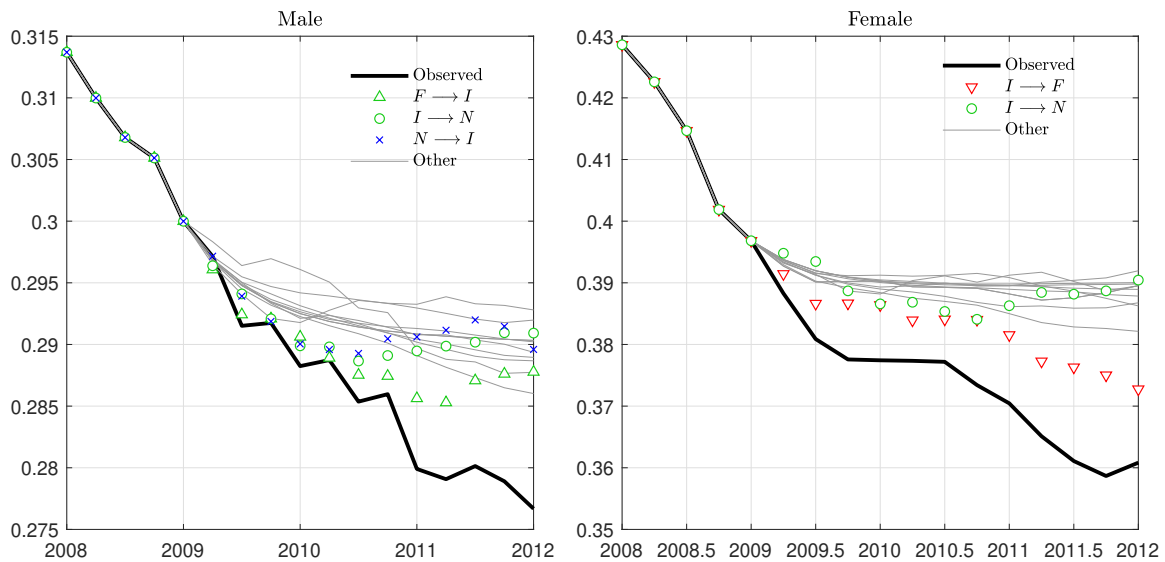 Male
0.315
0.31
0.305
0.3
0.295
0.29
0.285
0.28
0.275
2008
2009
2010
2011
2012
Observed
F ⟶ I
I ⟶ N
N ⟶ I
Other
Female
0.43
0.42
0.41
0.4
0.39
0.38
0.37
0.36
0.35
2008
2008.5
2009
2009.5
2010
2010.5
2011
2011.5
2012
Observed
I ⟶ F
I ⟶ N
Other